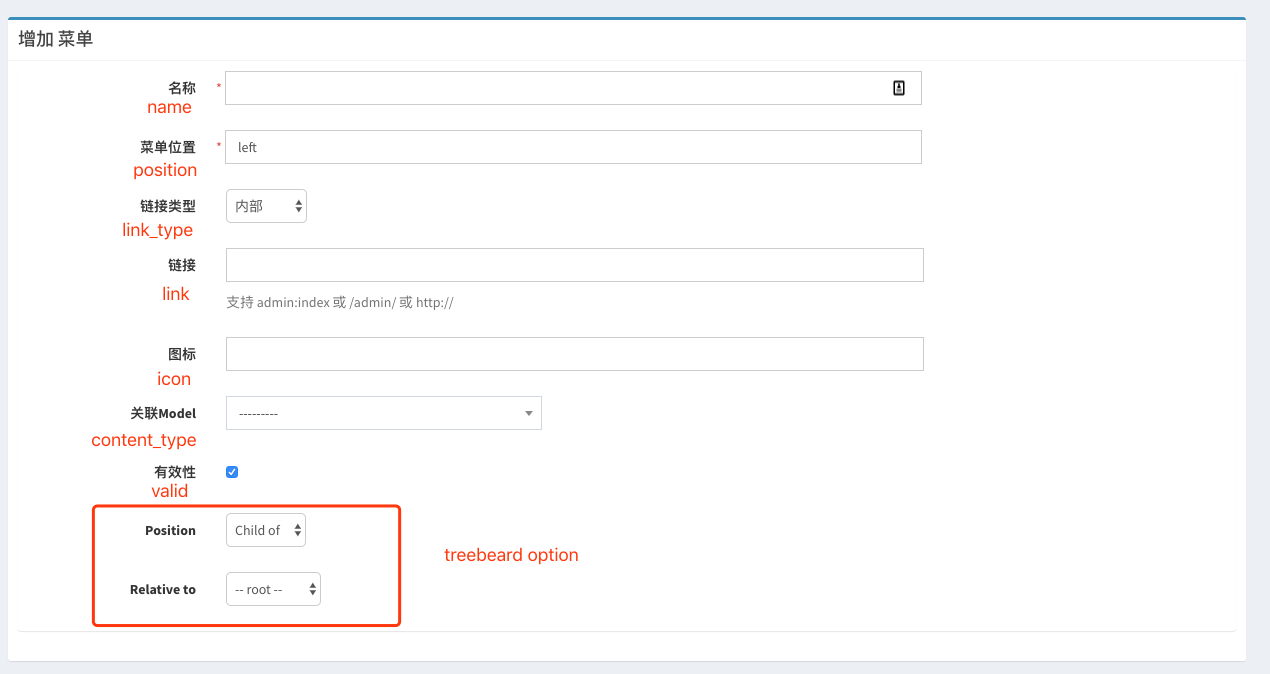 增加 菜单
名称 *
name
菜单位置 * left
position
链接类型 内部
link_type
链接
link
支持 admin:index 或 /admin/ 或 http://
图标
icon
关联Model ---------
content_type
有效性
valid
Position Child of
treebeard option
Relative to -- root --